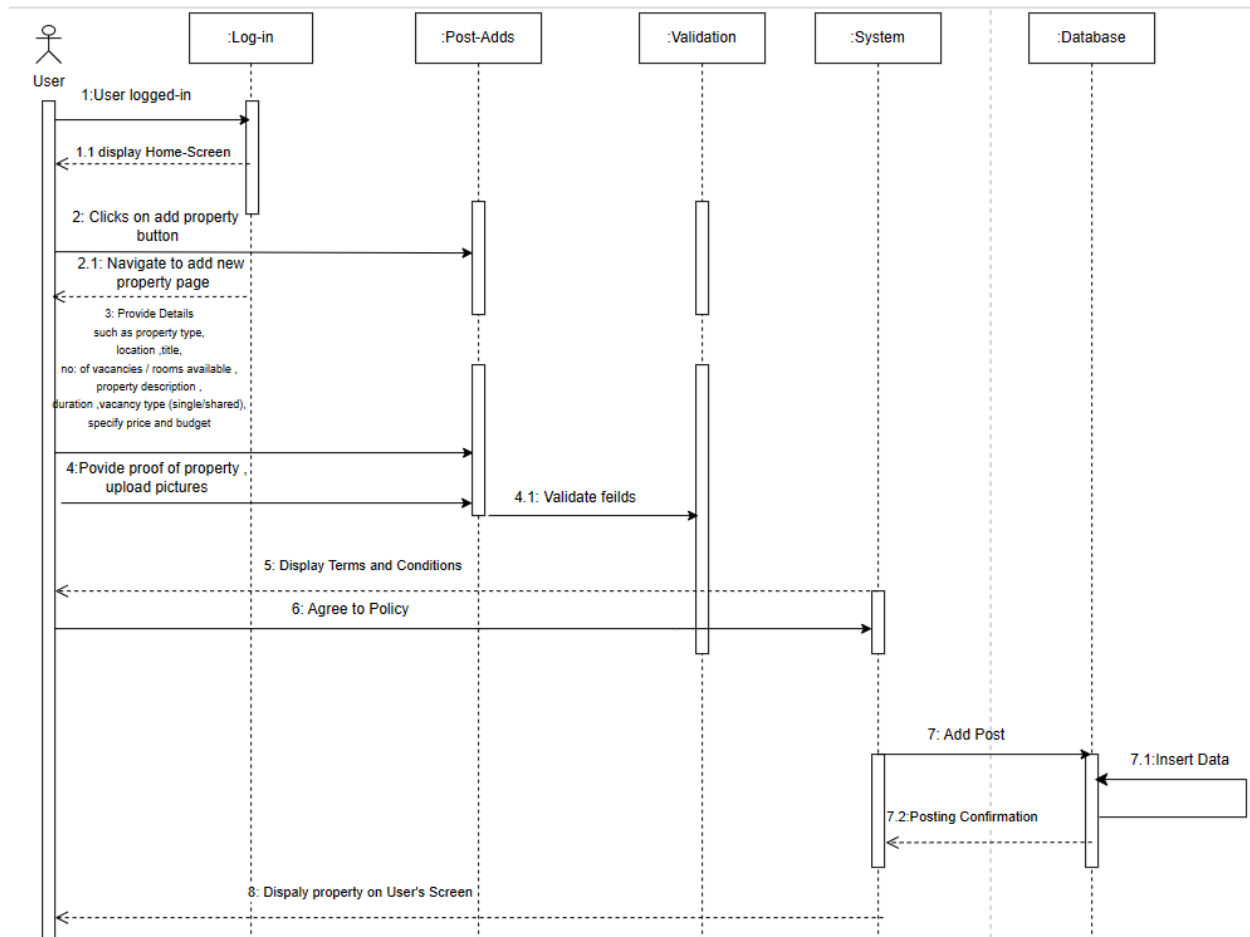 :Log-in
:Post-Adds
:Validation
:System
:Database
User
1:User logged-in
1.1 display Home-Screen
2: Clicks on add property
button
2.1: Navigate to add new
property page
3: Provide Details
such as property type,
location ,title,
no: of vacancies / rooms available ,
property description ,
duration ,vacancy type (single/shared),
specify price and budget
4:Povide proof of property ,
upload pictures
4.1: Validate feilds
5: Display Terms and Conditions
6: Agree to Policy
7: Add Post
7.1:Insert Data
7.2:Posting Confirmation
8: Dispaly property on User's Screen